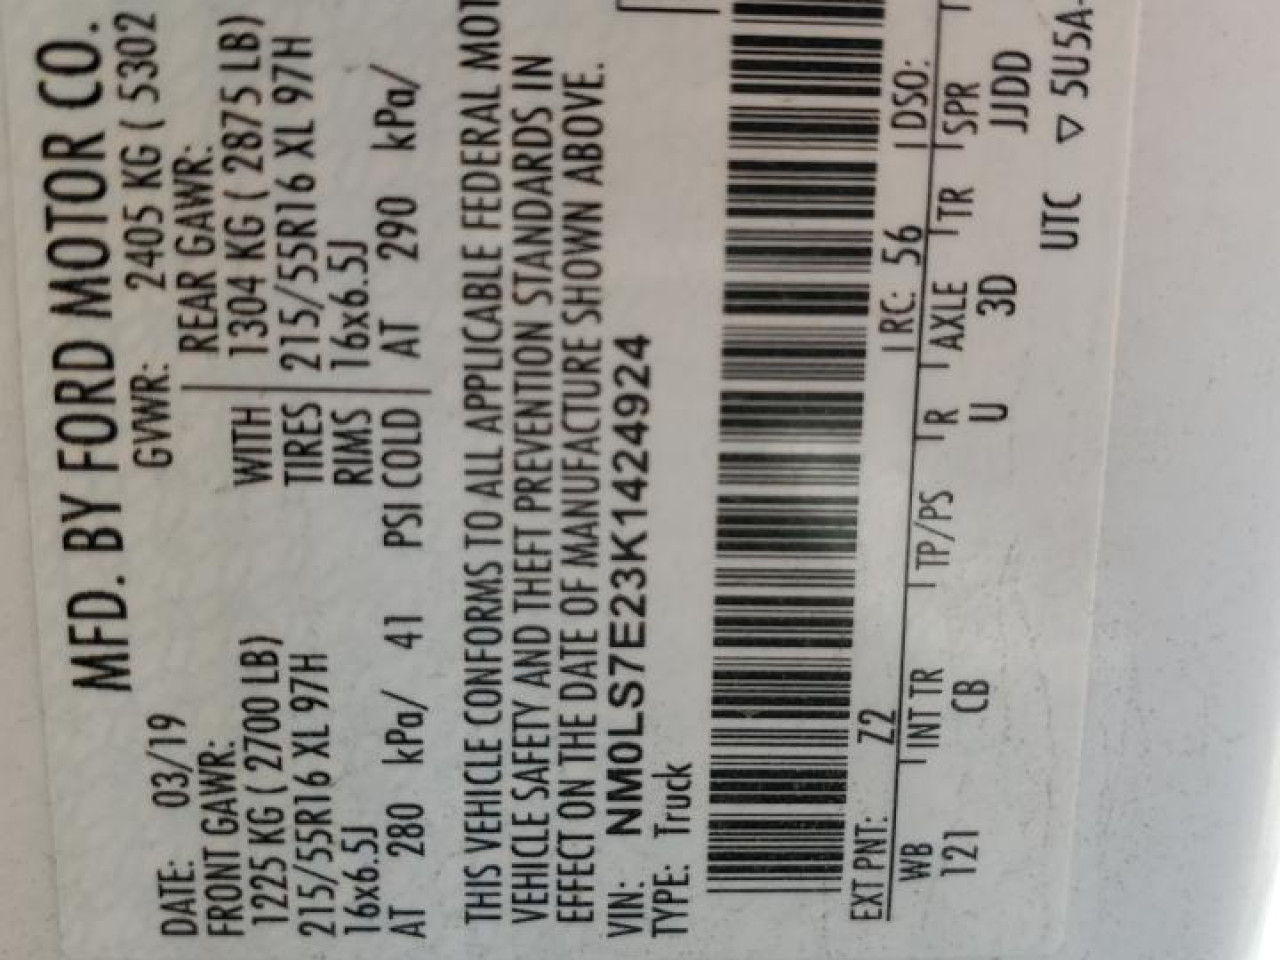 MFD. BY FORD MOTOR CO.
DATE: 03/19 GVWR: 2405 KG ( 5302
FRONT GAWR: REAR GAWR:
1225 KG ( 2700 LB) WITH 1304 KG ( 2875 LB)
215/55R16 XL 97H TIRES 215/55R16 XL 97H
16x6.5J RIMS 16x6.5J
AT 280 kPa/ 41 PSI COLD AT 290 kPa/
THIS VEHICLE CONFORMS TO ALL APPLICABLE FEDERAL MOT
VEHICLE SAFETY AND THEFT PREVENTION STANDARDS IN
EFFECT ON THE DATE OF MANUFACTURE SHOWN ABOVE.
VIN: NM0LS7E23K1424924
TYPE: Truck
EXT PNT: Z2 RC: 56 DSO:
WB INT TR TP/PS R AXLE TR SPR
121 CB U 3D JJDD
UTC ▽ 5U5A-